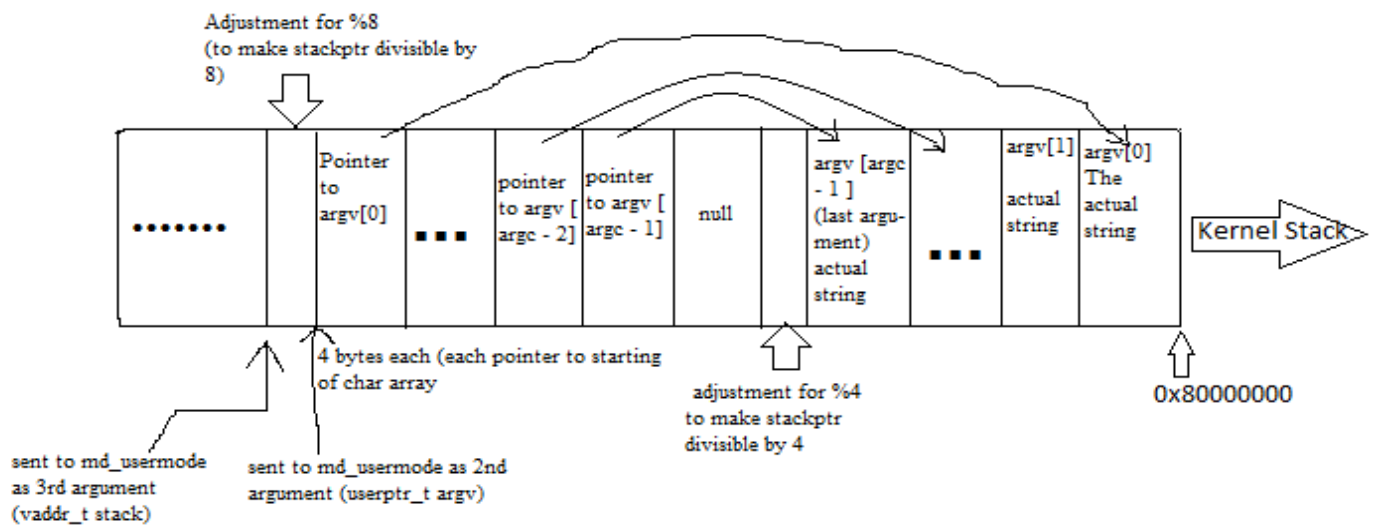 Adjustment for %8
(to make stackptr divisible by
8)
Pointer
to
argv[0]
pointer
to argv [
argc - 2]
pointer
to argv [
argc - 1]
null
argv [argc
- 1 ]
(last argu-
ment)
actual
string
argv[1]
actual
string
argv[0]
The
actual
string
Kernel Stack
4 bytes each (each pointer to starting
of char array
adjustment for %4
to make stackptr
divisible by 4
0x80000000
sent to md_usermode
as 3rd argument
(vaddr_t stack)
sent to md_usermode as 2nd
argument (userptr_t argv)